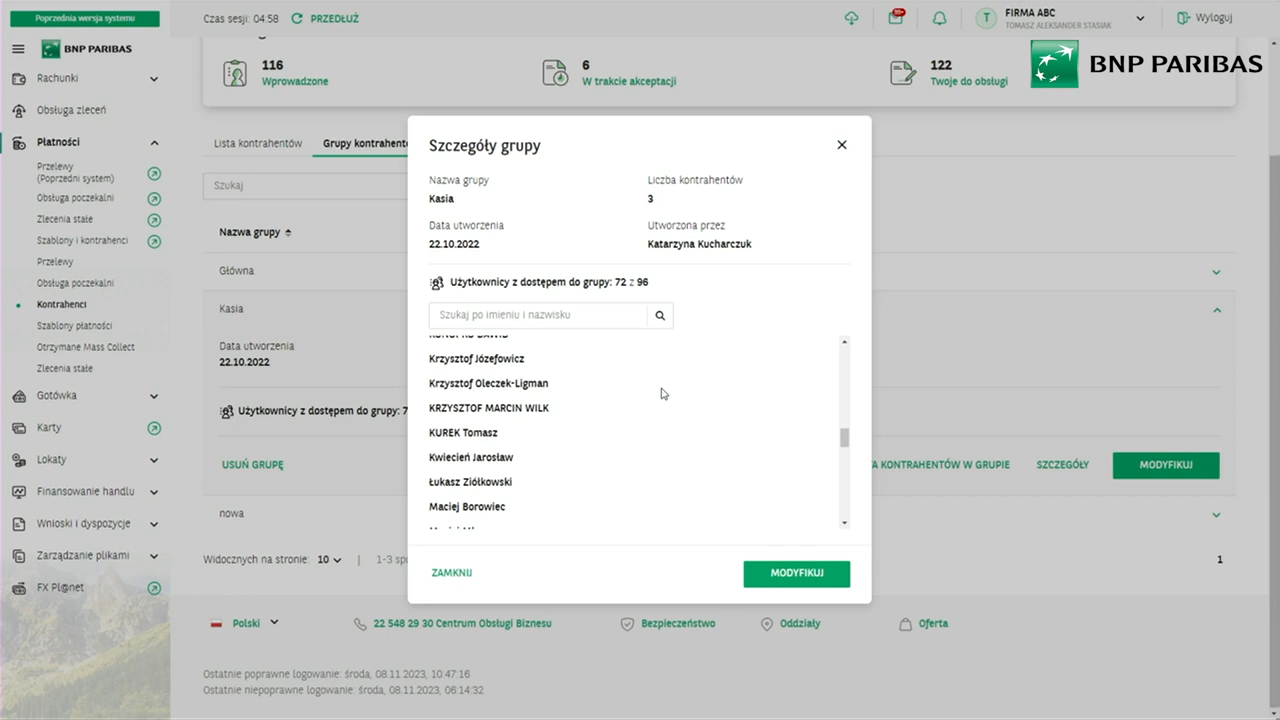 Poprzednia wersja systemu
Czas sesji: 04:58 PRZEDŁUŻ
99+
T FIRMA ABC
TOMASZ ALEKSANDER STASIAK
Wyloguj
BNP PARIBAS
BNP PARIBAS
Rachunki
Obsługa zleceń
Płatności
Przelewy
(Poprzedni system)
Obsługa poczekalni
Zlecenia stałe
Szablony i kontrahenci
Przelewy
Obsługa poczekalni
Kontrahenci
Szablony płatności
Otrzymane Mass Collect
Zlecenia stałe
Gotówka
Karty
Lokaty
Finansowanie handlu
Wnioski i dyspozycje
Zarządzanie plikami
FX Pl@net
116
Wprowadzone
6
W trakcie akceptacji
122
Twoje do obsługi
Lista kontrahentów Grupy kontrahento
Szukaj
Nazwa grupy
Główna
Kasia
Data utworzenia
22.10.2022
Użytkownicy z dostępem do grupy: 7
USUŃ GRUPĘ
TA KONTRAHENTÓW W GRUPIE SZCZEGÓŁY MODYFIKUJ
nowa
Widocznych na stronie: 10 | 1-3 spo
1
Szczegóły grupy
Nazwa grupy Liczba kontrahentów
Kasia 3
Data utworzenia Utworzona przez
22.10.2022 Katarzyna Kucharczuk
Użytkownicy z dostępem do grupy: 72 z 96
Szukaj po imieniu i nazwisku
Krzysztof Józefowicz
Krzysztof Oleczek-Ligman
KRZYSZTOF MARCIN WILK
KUREK Tomasz
Kwiecień Jarosław
Łukasz Ziółkowski
Maciej Borowiec
ZAMKNIJ MODYFIKUJ
Polski 22 548 29 30 Centrum Obsługi Biznesu Bezpieczeństwo Oddziały Oferta
Ostatnie poprawne logowanie: środa, 08.11.2023, 10:47:16
Ostatnie niepoprawne logowanie: środa, 08.11.2023, 06:14:32